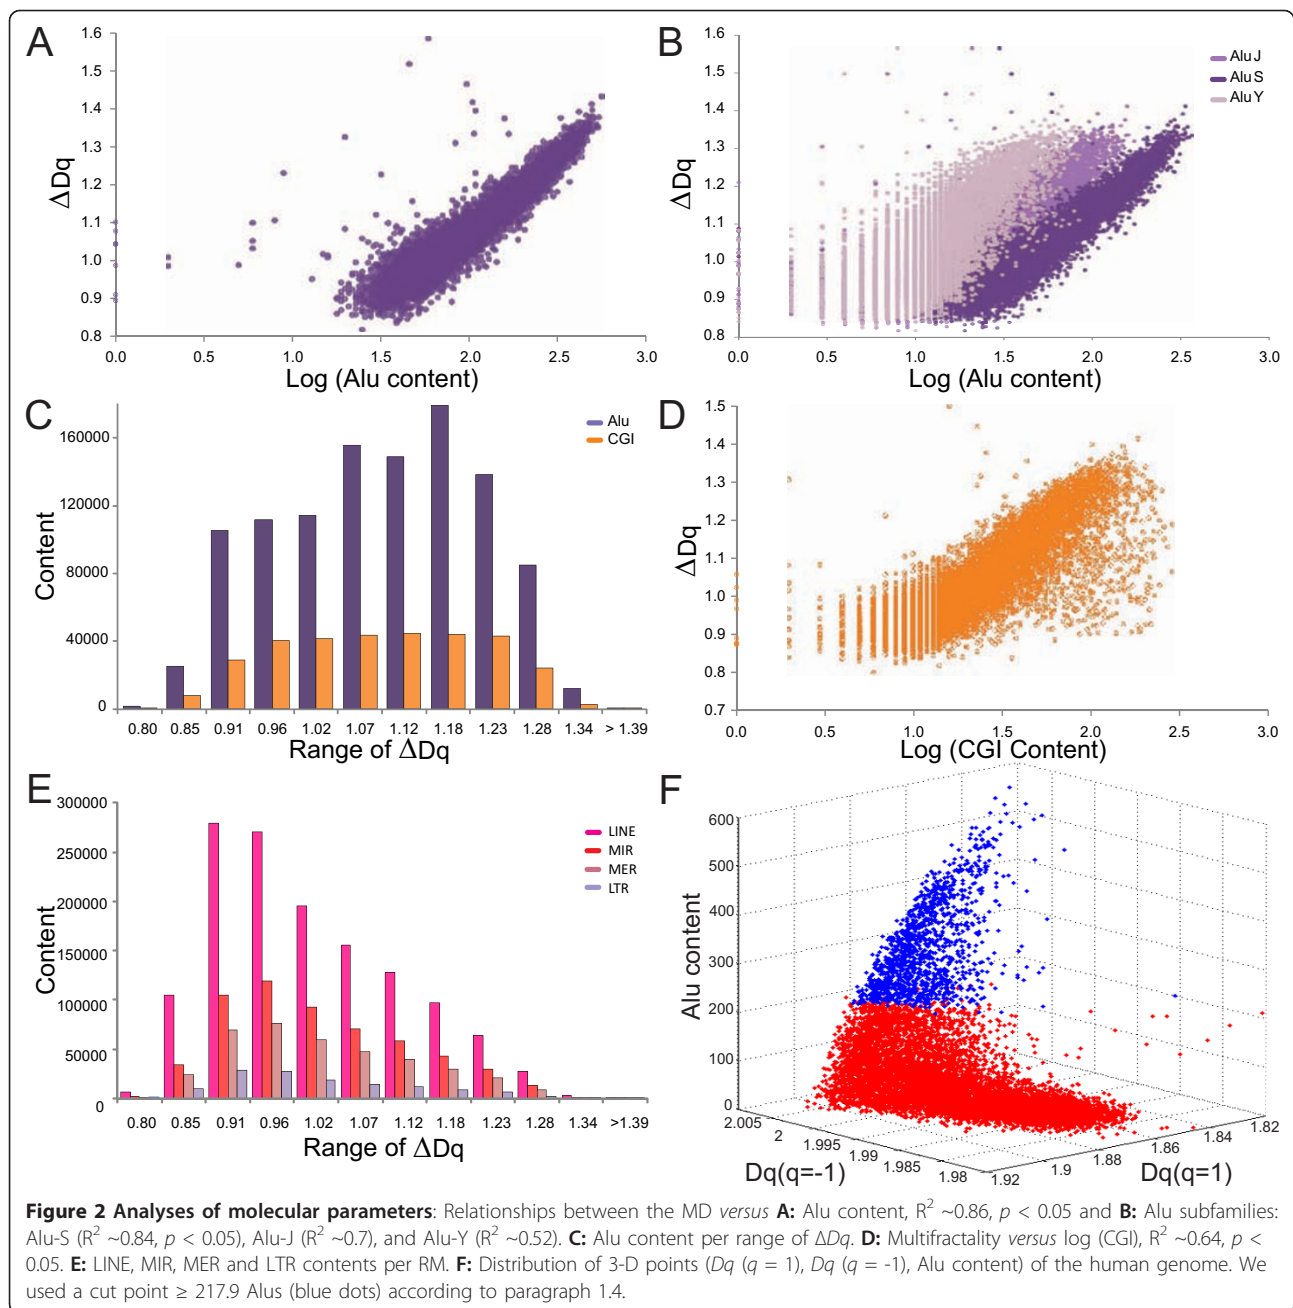 A
1.6
1.5
1.4
1.3
1.2
1.1
1.0
0.9
0.8
ΔDq
0.0 0.5 1.0 1.5 2.0 2.5 3.0
Log (Alu content)
B
1.6
1.5
1.4
1.3
1.2
1.1
1.0
0.9
0.8
ΔDq
0.0 0.5 1.0 1.5 2.0 2.5 3.0
Log (Alu content)
Alu J
Alu S
Alu Y
C
160000
120000
80000
40000
0
Content
Alu
CGI
0.80 0.85 0.91 0.96 1.02 1.07 1.12 1.18 1.23 1.28 1.34 > 1.39
Range of ΔDq
D
1.5
1.4
1.3
1.2
1.1
1.0
0.9
0.8
0.7
ΔDq
0.0 0.5 1.0 1.5 2.0 2.5 3.0
Log (CGI Content)
E
300000
250000
200000
150000
100000
50000
0
Content
LINE
MIR
MER
LTR
0.80 0.85 0.91 0.96 1.02 1.07 1.12 1.18 1.23 1.28 1.34 >1.39
Range of ΔDq
F
600
500
400
300
200
100
0
Alu content
2.005 2 1.995 1.99 1.985 1.98
Dq(q=-1)
1.92 1.9 1.88 1.86 1.84 1.82
Dq(q=1)
Figure 2 Analyses of molecular parameters: Relationships between the MD versus A: Alu content, R² ~0.86, p < 0.05 and B: Alu subfamilies:
Alu-S (R² ~0.84, p < 0.05), Alu-J (R² ~0.7), and Alu-Y (R² ~0.52). C: Alu content per range of ΔDq. D: Multifractality versus log (CGI), R² ~0.64, p <
0.05. E: LINE, MIR, MER and LTR contents per RM. F: Distribution of 3-D points (Dq (q = 1), Dq (q = -1), Alu content) of the human genome. We
used a cut point ≥ 217.9 Alus (blue dots) according to paragraph 1.4.